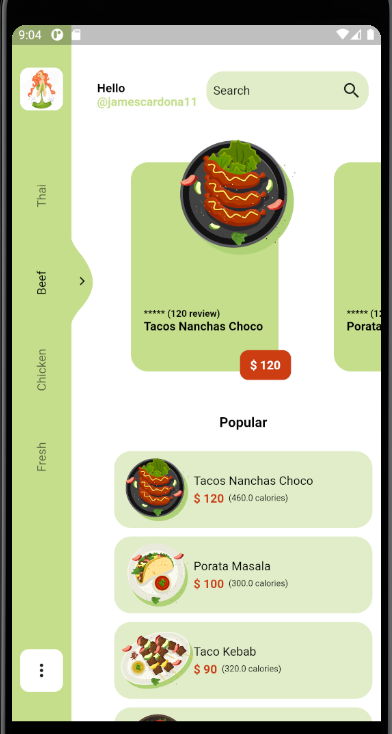 9:04
Hello
@jamescardona11
Search
Thai
Beef
Chicken
Fresh
***** (120 review)
Tacos Nanchas Choco
$ 120
***** (12
Porata
Popular
Tacos Nanchas Choco
$ 120 (460.0 calories)
Porata Masala
$ 100 (300.0 calories)
Taco Kebab
$ 90 (320.0 calories)